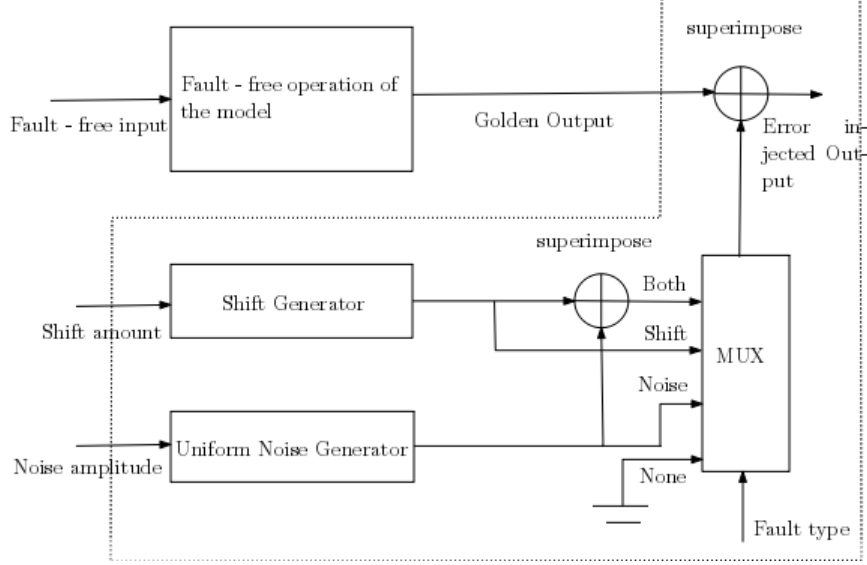 superimpose
Fault - free operation of
the model
Fault - free input
Golden Output
Error in-
jected Out-
put
superimpose
Shift Generator
Both
Shift amount
Shift
MUX
Noise
Uniform Noise Generator
Noise amplitude
None
Fault type